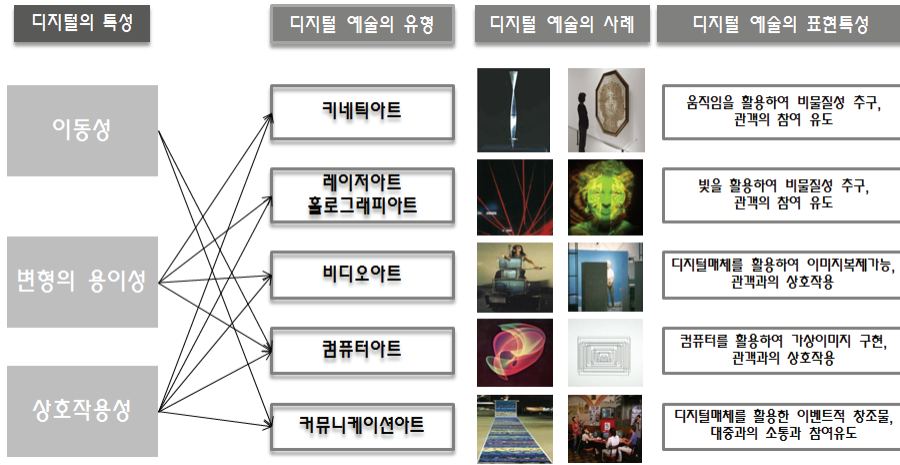 디지털의 특성
디지털 예술의 유형
디지털 예술의 사례
디지털 예술의 표현특성
이동성
변형의 용이성
상호작용성
키네틱아트
레이저아트
홀로그래피아트
비디오아트
컴퓨터아트
커뮤니케이션아트
움직임을 활용하여 비물질성 추구,
관객의 참여 유도
빛을 활용하여 비물질성 추구,
관객의 참여 유도
디지털매체를 활용하여 이미지복제가능,
관객과의 상호작용
컴퓨터를 활용하여 가상이미지 구현,
관객과의 상호작용
디지털매체를 활용한 이벤트적 창조물,
대중과의 소통과 참여유도